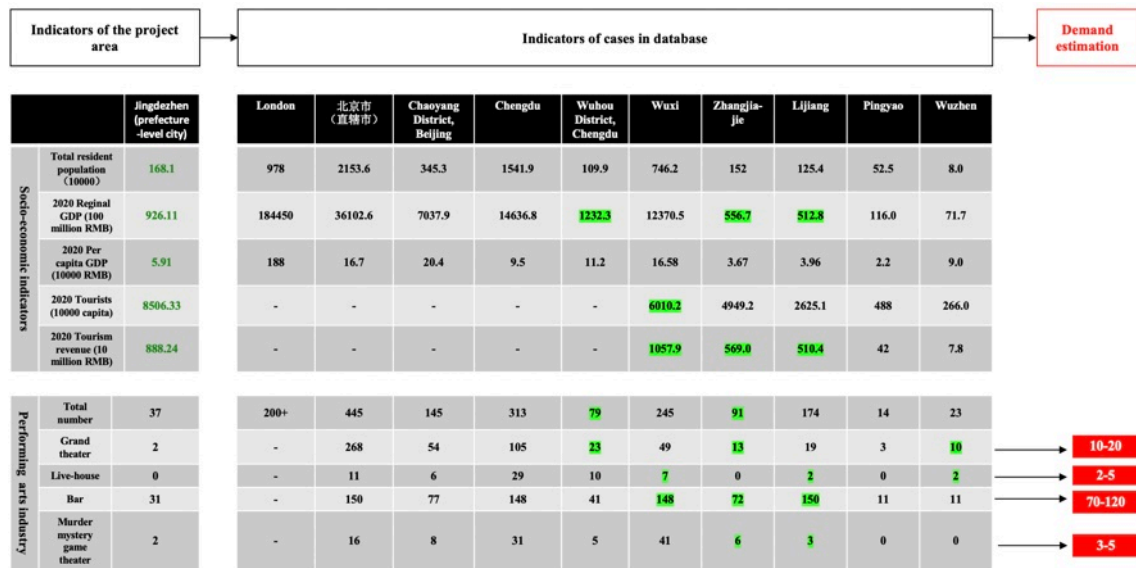 Indicators of the project
area
Indicators of cases in database
Demand
estimation
Jingdezhen
(prefecture
-level city)
London
北京市
（直辖市）
Chaoyang
District,
Beijing
Chengdu
Wuhou
District,
Chengdu
Wuxi
Zhangjia-
jie
Lijiang
Pingyao
Wuzhen
Socio-economic indicators
Total resident
population
（10000）
168.1
978
2153.6
345.3
1541.9
109.9
746.2
152
125.4
52.5
8.0
2020 Reginal
GDP (100
million RMB)
926.11
184450
36102.6
7037.9
14636.8
1232.3
12370.5
556.7
512.8
116.0
71.7
2020 Per
capita GDP
(10000 RMB)
5.91
188
16.7
20.4
9.5
11.2
16.58
3.67
3.96
2.2
9.0
2020 Tourists
(10000 capita)
8506.33
-
-
-
-
-
6010.2
4949.2
2625.1
488
266.0
2020 Tourism
revenue (10
million RMB)
888.24
-
-
-
-
-
1057.9
569.0
510.4
42
7.8
Performing arts industry
Total
number
37
200+
445
145
313
79
245
91
174
14
23
Grand
theater
2
-
268
54
105
23
49
13
19
3
10
10-20
Live-house
0
-
11
6
29
10
7
0
2
0
2
2-5
Bar
31
-
150
77
148
41
148
72
150
11
11
70-120
Murder
mystery
game
theater
2
-
16
8
31
5
41
6
3
0
0
3-5